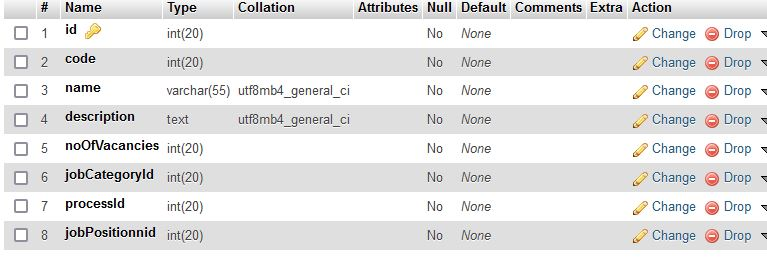 # Name Type Collation Attributes Null Default Comments Extra Action
1 id int(20) No None Change Drop
2 code int(20) No None Change Drop
3 name varchar(55) utf8mb4_general_ci No None Change Drop
4 description text utf8mb4_general_ci No None Change Drop
5 noOfVacancies int(20) No None Change Drop
6 jobCategoryId int(20) No None Change Drop
7 processId int(20) No None Change Drop
8 jobPositionnid int(20) No None Change Drop